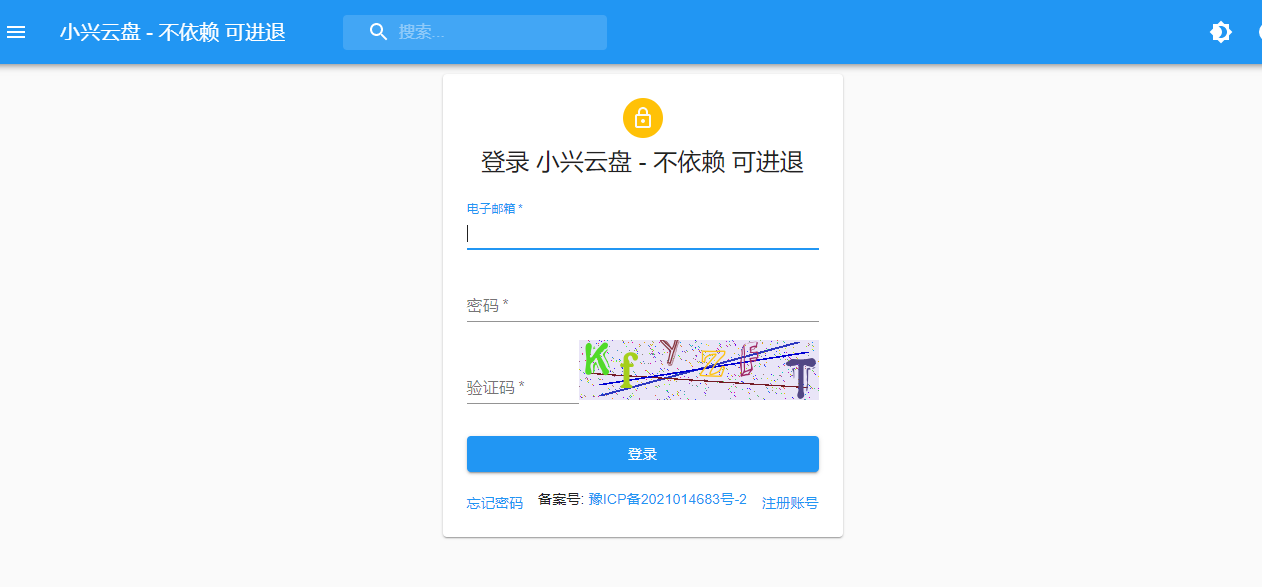 小兴云盘 - 不依赖 可进退
搜索...
登录 小兴云盘 - 不依赖 可进退
电子邮箱 *
密码 *
验证码 *
KfYZFT
登录
忘记密码 备案号: 豫ICP备2021014683号-2 注册账号